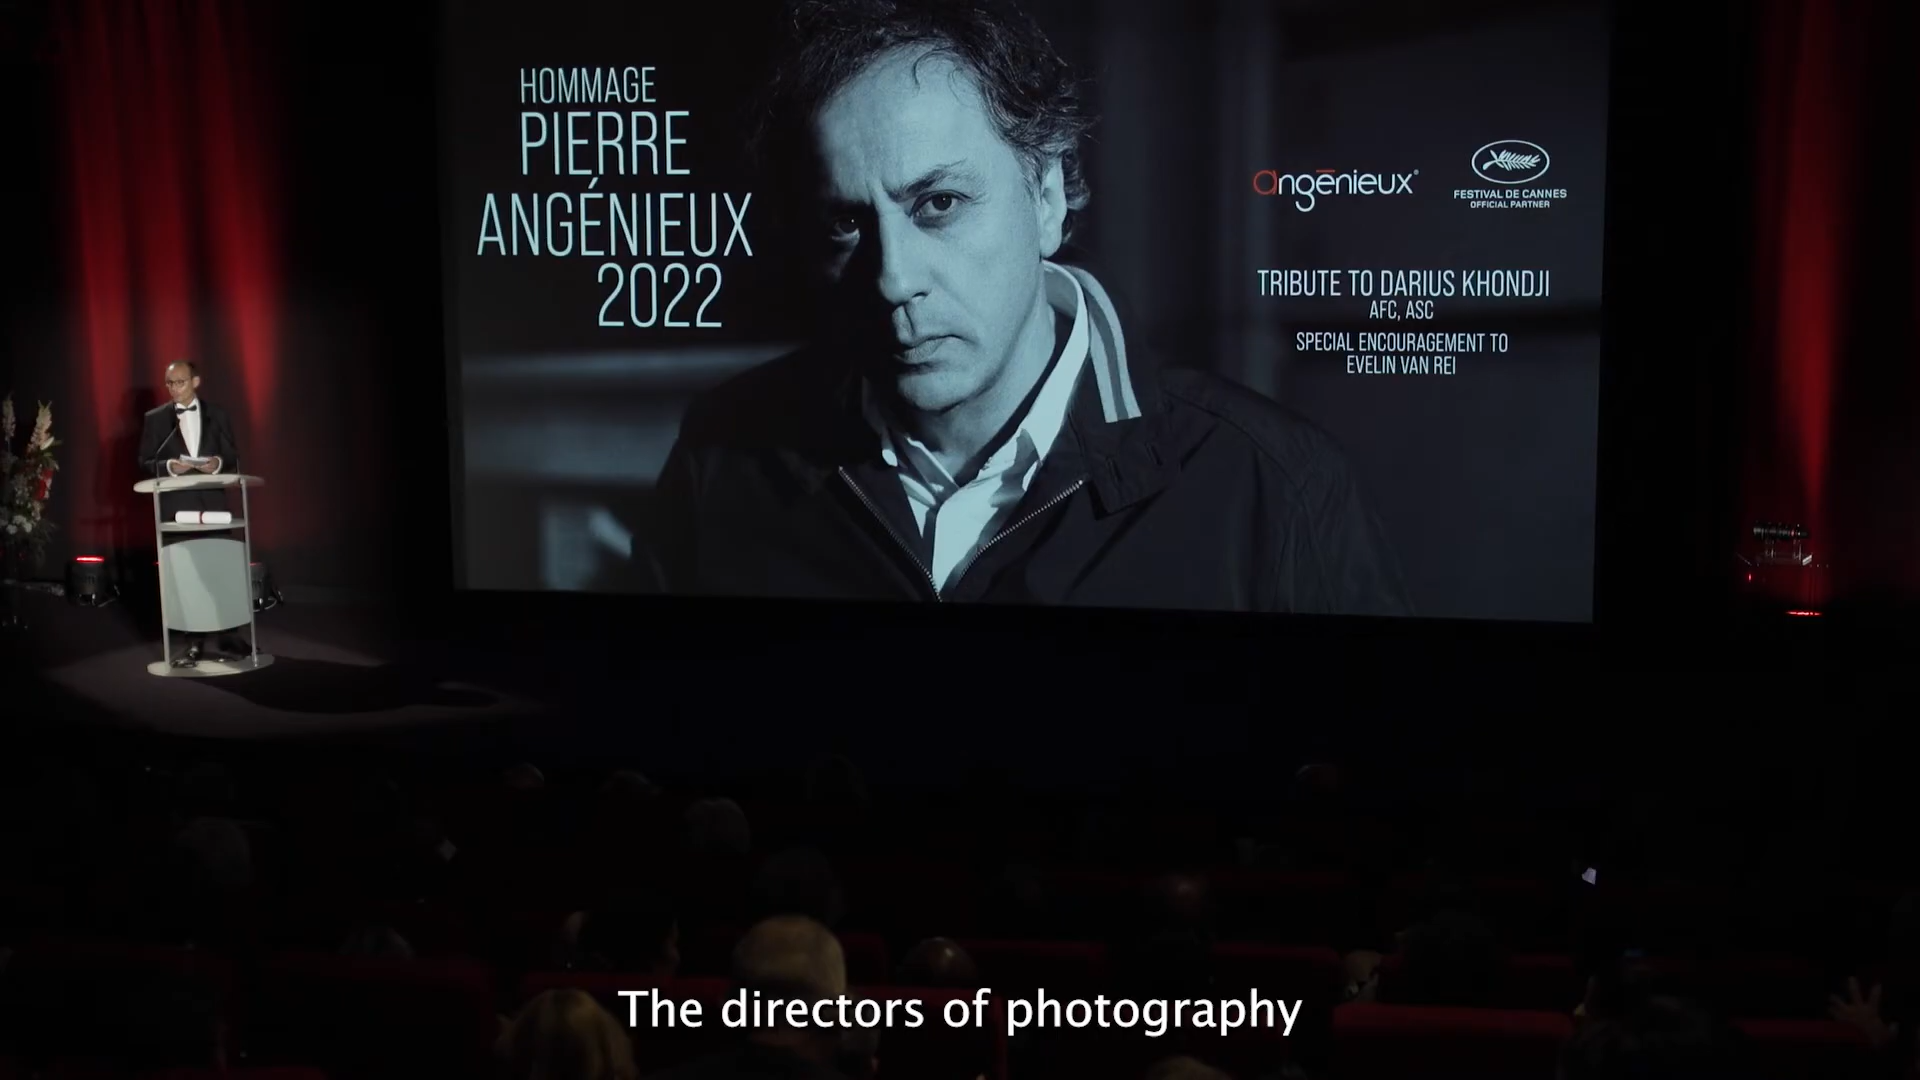 HOMMAGE
PIERRE
ANGÉNIEUX
2022
angénieux®
FESTIVAL DE CANNES
OFFICIAL PARTNER
TRIBUTE TO DARIUS KHONDJI
AFC, ASC
SPECIAL ENCOURAGEMENT TO
EVELIN VAN REI
The directors of photography